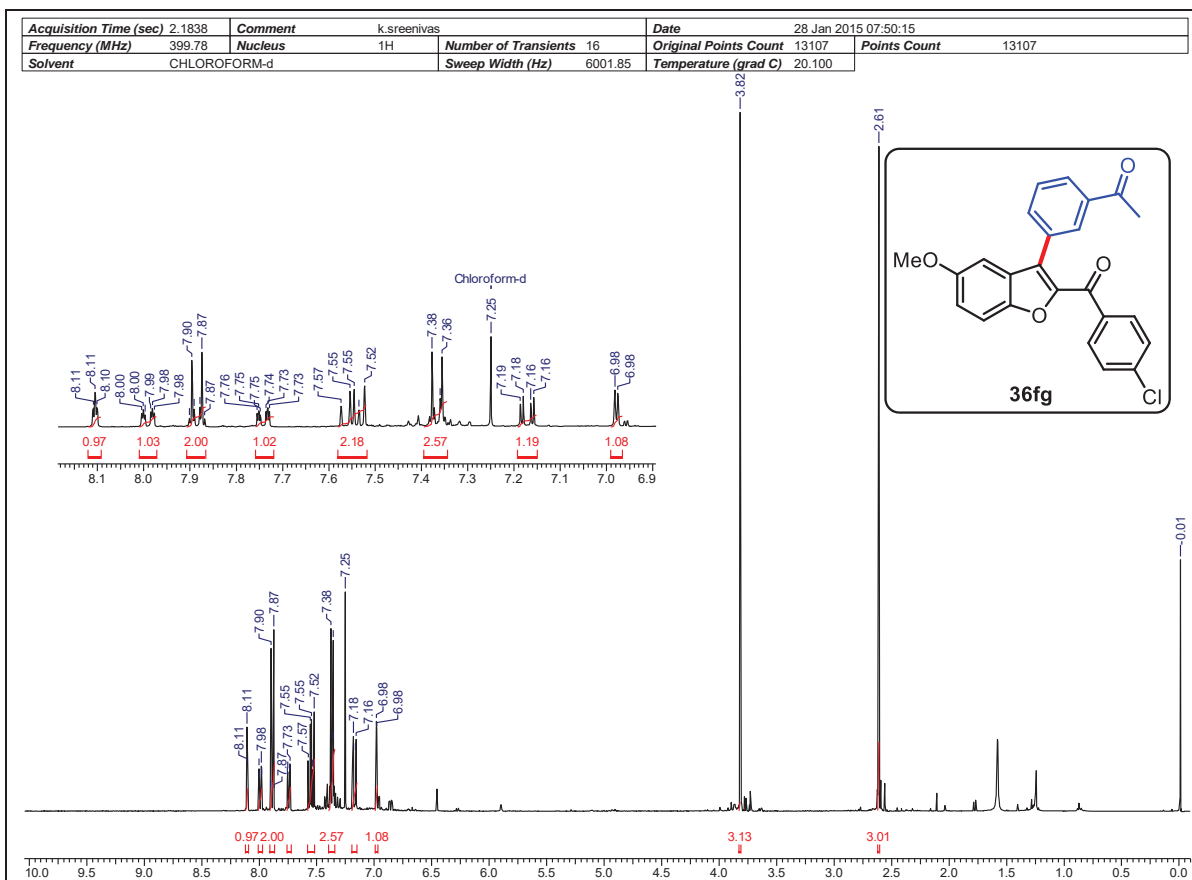 Acquisition Time (sec) 2.1838 Comment k.sreenivas Date 28 Jan 2015 07:50:15
Frequency (MHz) 399.78 Nucleus 1H Number of Transients 16 Original Points Count 13107 Points Count 13107
Solvent CHLOROFORM-d Sweep Width (Hz) 6001.85 Temperature (grad C) 20.100
3.82
2.61
O
MeO
O
O
Cl
36fg
Chloroform-d
8.11 8.11 8.10 8.00 8.00 7.99 7.98 7.98 7.90 7.87 7.87 7.76 7.75 7.75 7.74 7.73 7.73 7.57 7.55 7.55 7.52 7.38 7.36 7.25 7.19 7.18 7.16 7.16 6.98 6.98
0.97 1.03 2.00 1.02 2.18 2.57 1.19 1.08
8.1 8.0 7.9 7.8 7.7 7.6 7.5 7.4 7.3 7.2 7.1 7.0 6.9
8.11 8.11 7.98 7.90 7.87 7.87 7.73 7.57 7.55 7.55 7.52 7.38 7.25 7.18 7.16 6.98 6.98
-0.01
0.97 2.00 2.57 1.08 3.13 3.01
10.0 9.5 9.0 8.5 8.0 7.5 7.0 6.5 6.0 5.5 5.0 4.5 4.0 3.5 3.0 2.5 2.0 1.5 1.0 0.5 0.0